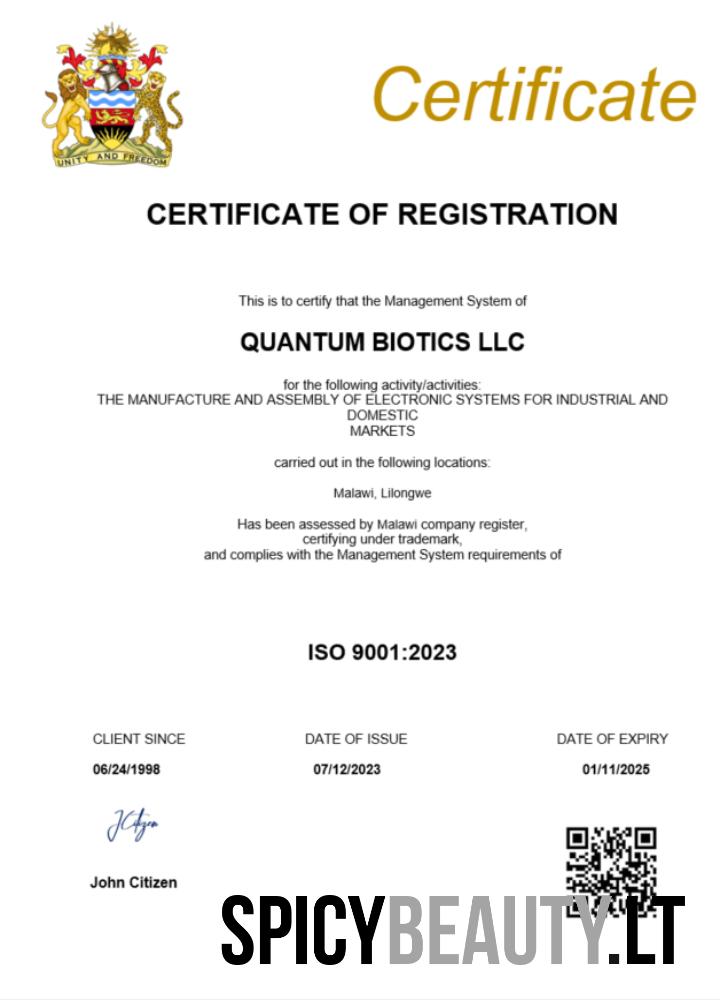 UNITY AND FREEDOM
Certificate
CERTIFICATE OF REGISTRATION
This is to certify that the Management System of
QUANTUM BIOTICS LLC
for the following activity/activities:
THE MANUFACTURE AND ASSEMBLY OF ELECTRONIC SYSTEMS FOR INDUSTRIAL AND
DOMESTIC
MARKETS
carried out in the following locations:
Malawi, Lilongwe
Has been assessed by Malawi company register,
certifying under trademark,
and complies with the Management System requirements of
ISO 9001:2023
CLIENT SINCE DATE OF ISSUE DATE OF EXPIRY
06/24/1998 07/12/2023 01/11/2025
JCitizen
John Citizen
SPICYBEAUTY.LT